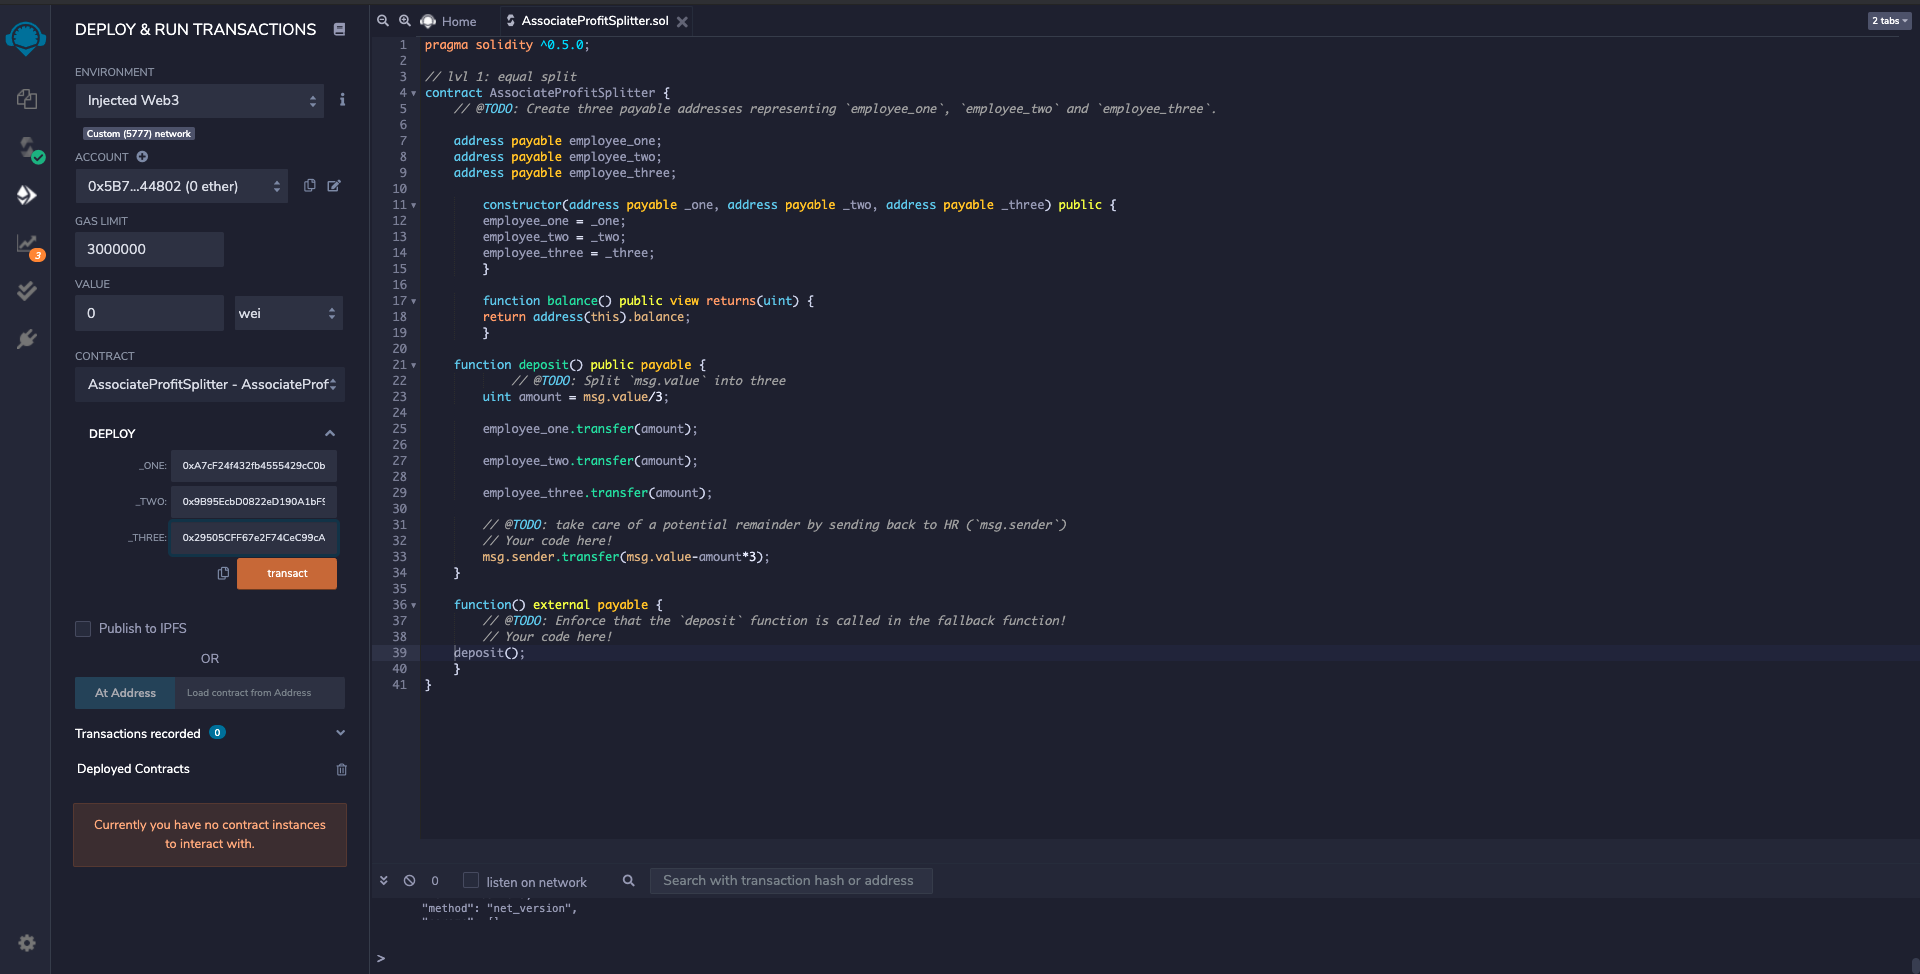 DEPLOY & RUN TRANSACTIONS
ENVIRONMENT
Injected Web3
Custom (5777) network
ACCOUNT
0x5B7...44802 (0 ether)
GAS LIMIT
3000000
VALUE
0
wei
CONTRACT
AssociateProfitSplitter - AssociateProf
DEPLOY
_ONE:
0xA7cF24f432fb4555429cC0b
_TWO:
0x9B95EcbD0822eD190A1bFS
_THREE:
0x29505CFF67e2F74CeC99cA
transact
Publish to IPFS
OR
At Address
Load contract from Address
Transactions recorded 0
Deployed Contracts
Currently you have no contract instances
to interact with.
3
Home
AssociateProfitSplitter.sol
2 tabs
1 pragma solidity ^0.5.0;
2
3 // lvl 1: equal split
4 contract AssociateProfitSplitter {
5     // @TODO: Create three payable addresses representing `employee_one`, `employee_two` and `employee_three`.
6
7     address payable employee_one;
8     address payable employee_two;
9     address payable employee_three;
10
11         constructor(address payable _one, address payable _two, address payable _three) public {
12         employee_one = _one;
13         employee_two = _two;
14         employee_three = _three;
15         }
16
17         function balance() public view returns(uint) {
18         return address(this).balance;
19         }
20
21     function deposit() public payable {
22             // @TODO: Split `msg.value` into three
23         uint amount = msg.value/3;
24
25         employee_one.transfer(amount);
26
27         employee_two.transfer(amount);
28
29         employee_three.transfer(amount);
30
31         // @TODO: take care of a potential remainder by sending back to HR (`msg.sender`)
32         // Your code here!
33         msg.sender.transfer(msg.value-amount*3);
34     }
35
36     function() external payable {
37         // @TODO: Enforce that the `deposit` function is called in the fallback function!
38         // Your code here!
39     deposit();
40     }
41 }
0
listen on network
Search with transaction hash or address
"method": "net_version",
>